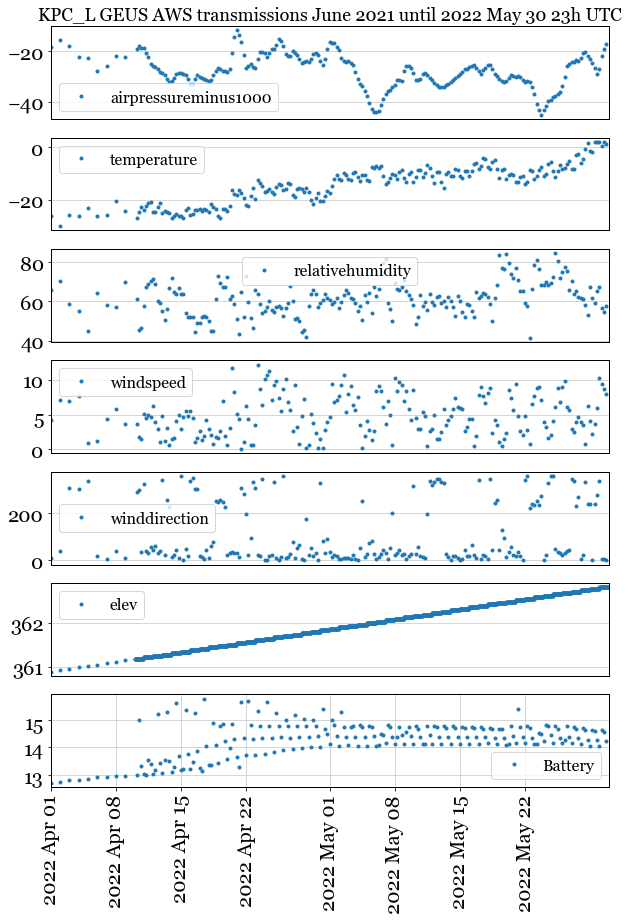 KPC_L GEUS AWS transmissions June 2021 until 2022 May 30 23h UTC
−20
−40
airpressureminus1000
0
−20
temperature
80
60
40
relativehumidity
10
5
0
windspeed
200
0
winddirection
362
361
elev
15
14
13
Battery
2022 Apr 01
2022 Apr 08
2022 Apr 15
2022 Apr 22
2022 May 01
2022 May 08
2022 May 15
2022 May 22